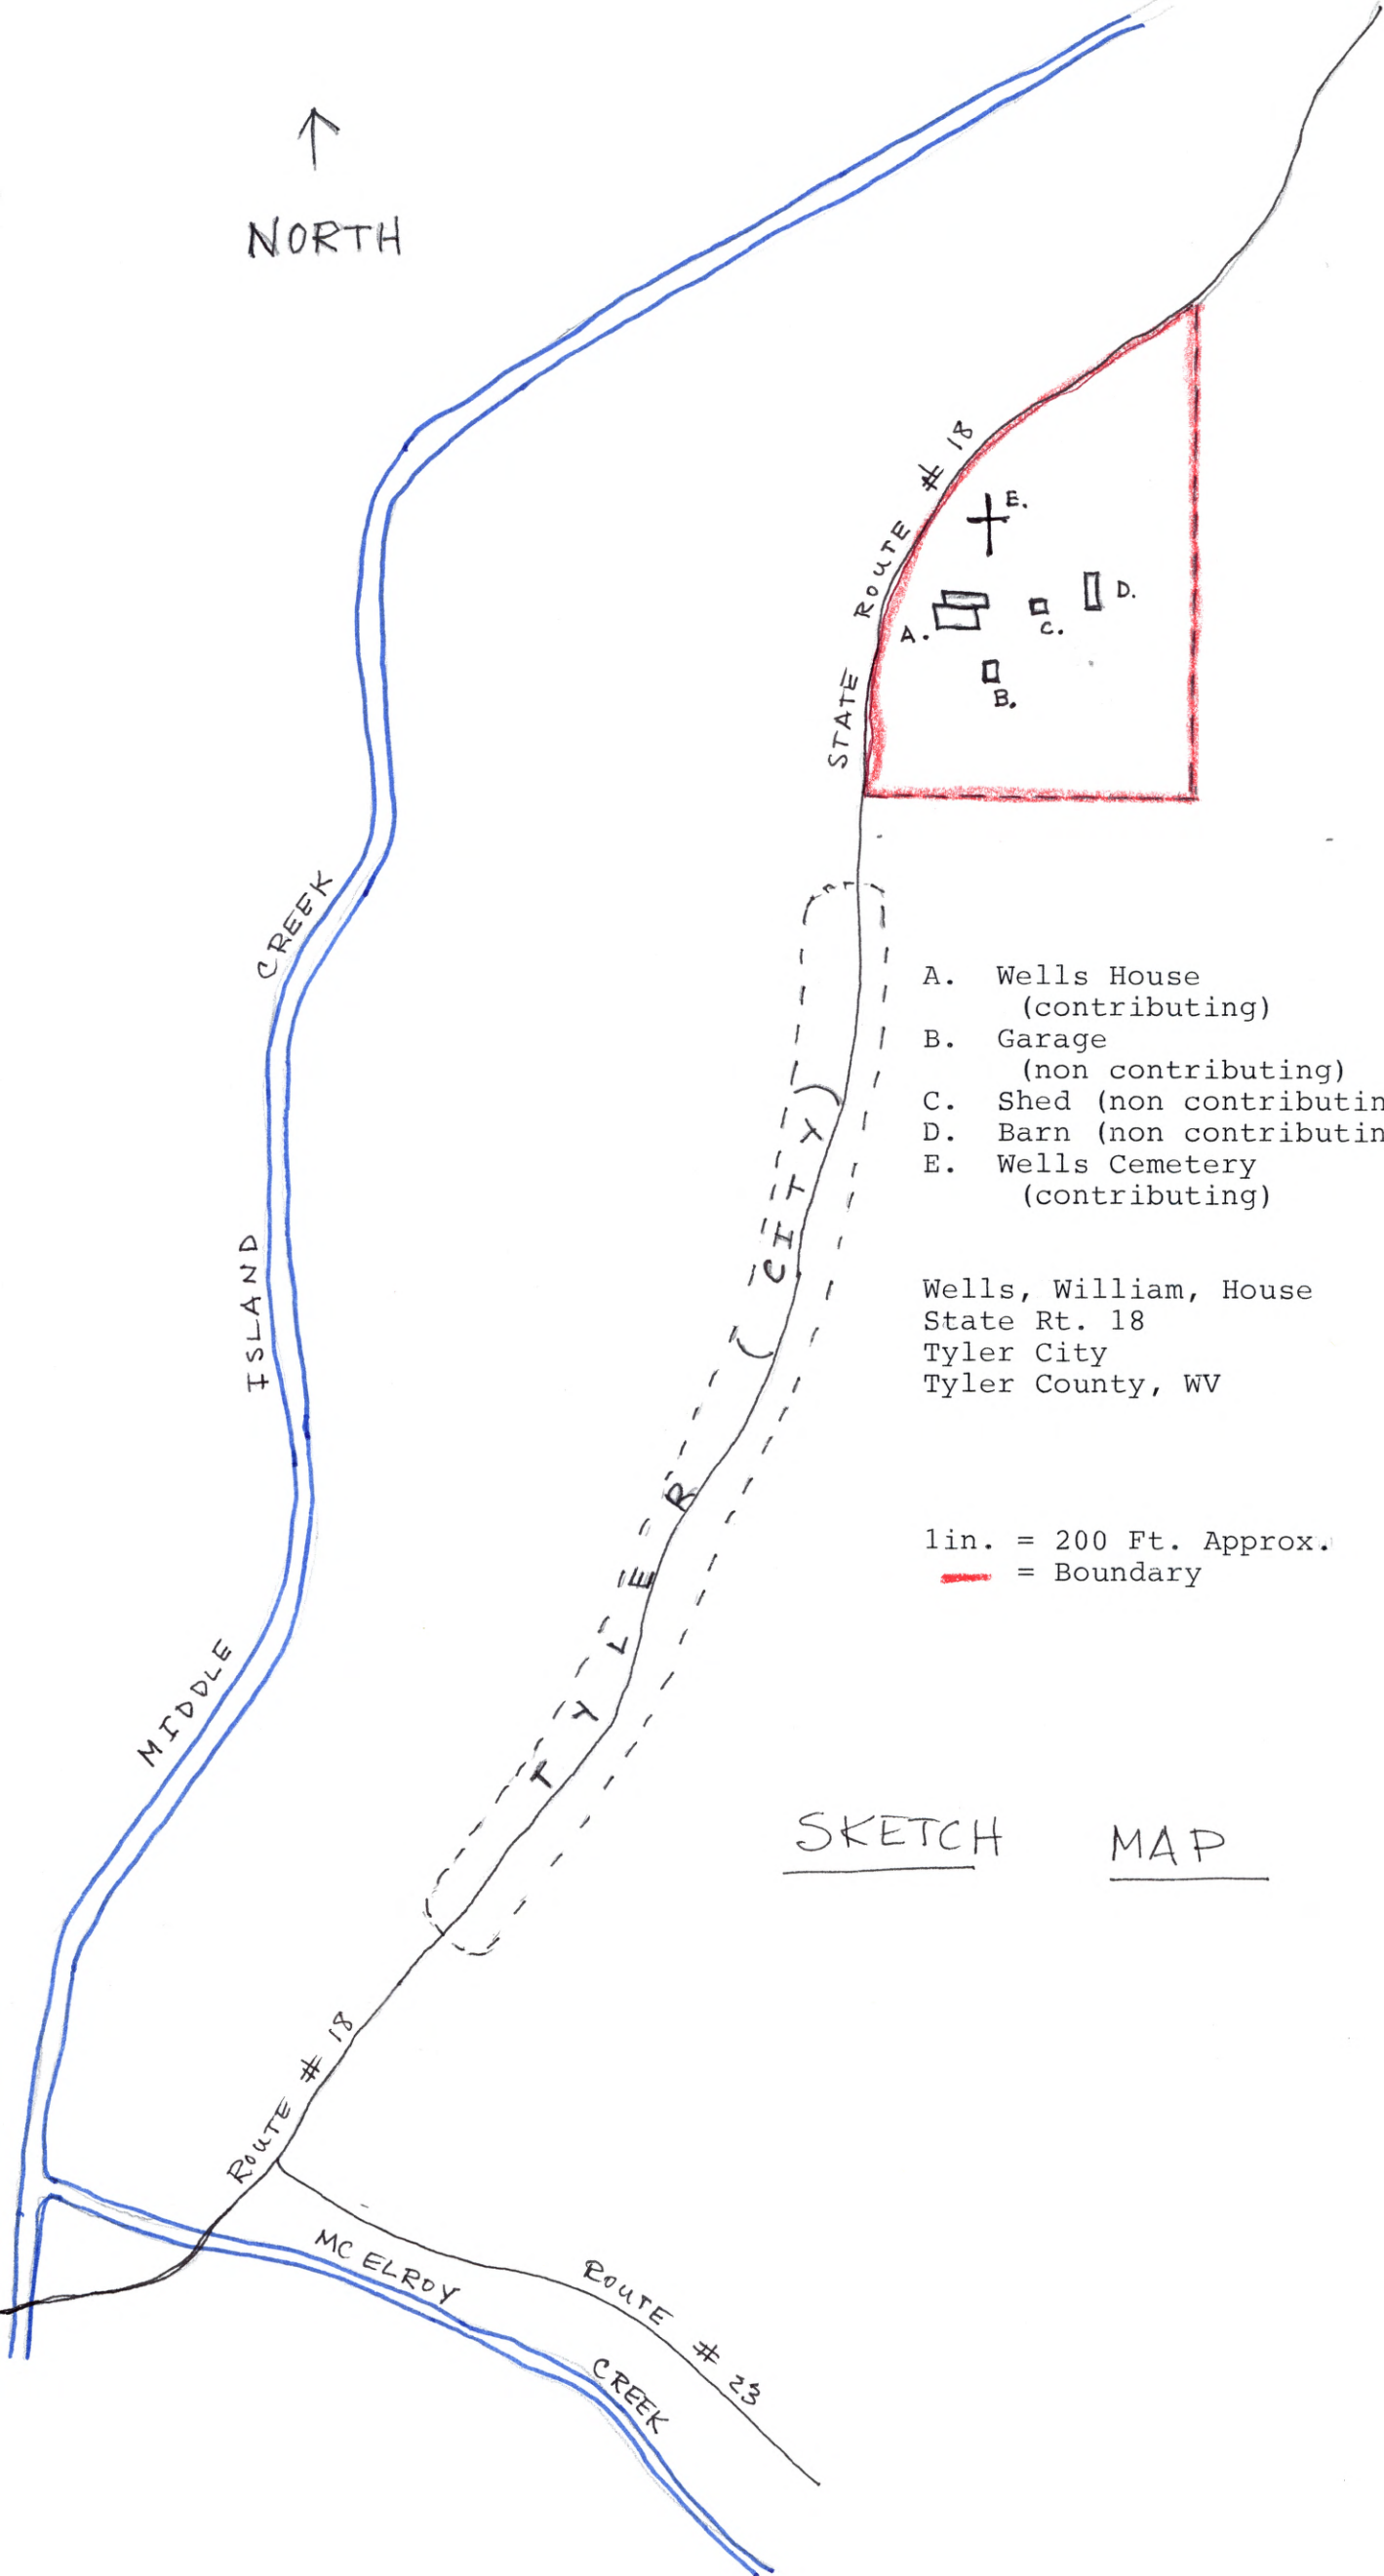 NORTH
STATE ROUTE # 18
E.
D.
C.
A.
B.
CREEK
ISLAND
MIDDLE
A. Wells House
(contributing)
B. Garage
(non contributing)
C. Shed (non contributin
D. Barn (non contributin
E. Wells Cemetery
(contributing)
Wells, William, House
State Rt. 18
Tyler City
Tyler County, WV
1in. = 200 Ft. Approx.
= Boundary
TYLER (CITY)
SKETCH MAP
ROUTE # 18
MC ELROY CREEK
ROUTE # 23